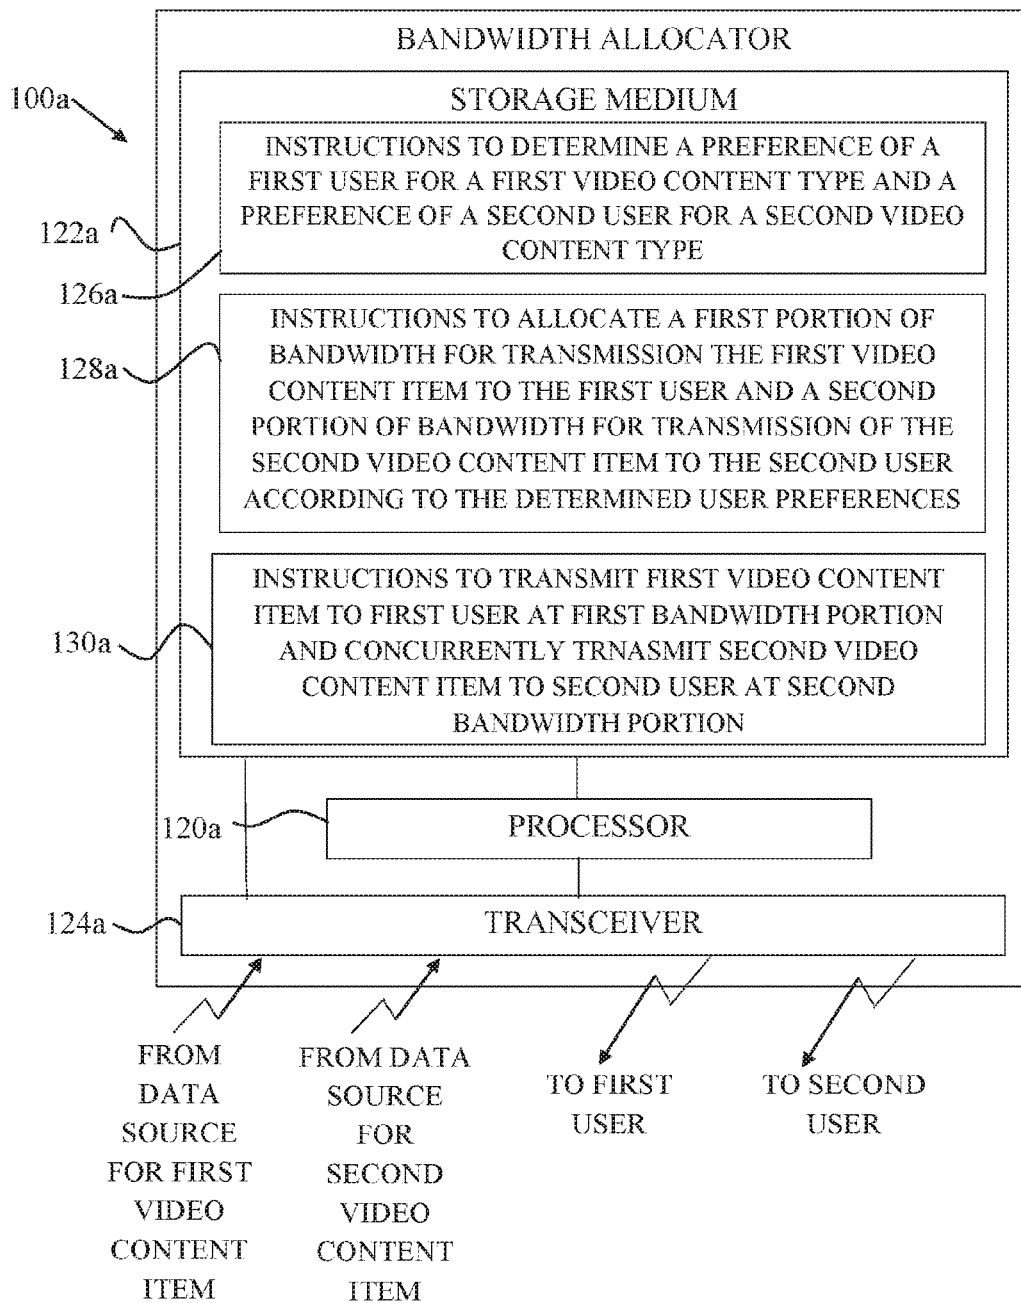 BANDWIDTH ALLOCATOR
100a
STORAGE MEDIUM
INSTRUCTIONS TO DETERMINE A PREFERENCE OF A
FIRST USER FOR A FIRST VIDEO CONTENT TYPE AND A
PREFERENCE OF A SECOND USER FOR A SECOND VIDEO
CONTENT TYPE
122a
126a
INSTRUCTIONS TO ALLOCATE A FIRST PORTION OF
BANDWIDTH FOR TRANSMISSION THE FIRST VIDEO
CONTENT ITEM TO THE FIRST USER AND A SECOND
PORTION OF BANDWIDTH FOR TRANSMISSION OF THE
SECOND VIDEO CONTENT ITEM TO THE SECOND USER
ACCORDING TO THE DETERMINED USER PREFERENCES
128a
INSTRUCTIONS TO TRANSMIT FIRST VIDEO CONTENT
ITEM TO FIRST USER AT FIRST BANDWIDTH PORTION
AND CONCURRENTLY TRNASMIT SECOND VIDEO
CONTENT ITEM TO SECOND USER AT SECOND
BANDWIDTH PORTION
130a
120a
PROCESSOR
124a
TRANSCEIVER
FROM
DATA
SOURCE
FOR FIRST
VIDEO
CONTENT
ITEM
FROM DATA
SOURCE
FOR
SECOND
VIDEO
CONTENT
ITEM
TO FIRST
USER
TO SECOND
USER